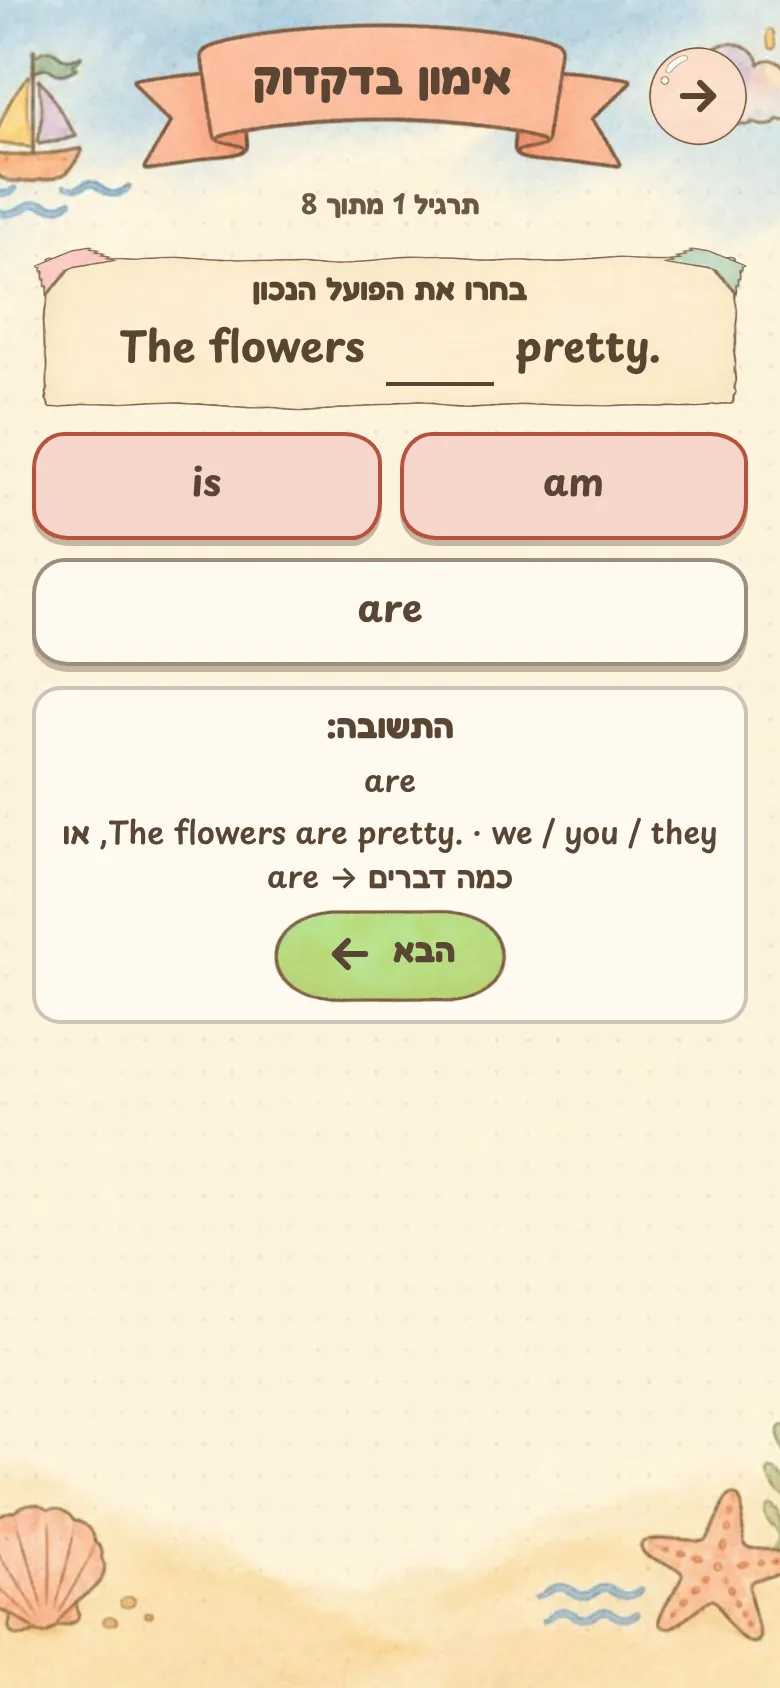 אימון בדקדוק
תרגיל 1 מתוך 8
בחרו את הפועל הנכון
The flowers ____ pretty.
is
am
are
התשובה:
are
The flowers are pretty. · we / you / they, או
כמה דברים → are
הבא ←